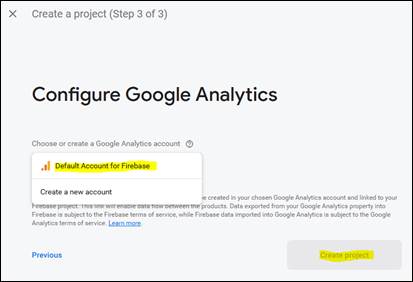 Create a project (Step 3 of 3)
Configure Google Analytics
Choose or create a Google Analytics account
Default Account for Firebase
Create a new account
be created in your chosen Google Analytics account and linked to your
Firebase project. This link will enable data flow between the products. Data exported from your Google Analytics property into
Firebase is subject to the Firebase terms of service, while Firebase data imported into Google Analytics is subject to the Google
Analytics terms of service. Learn more.
Previous
Create project